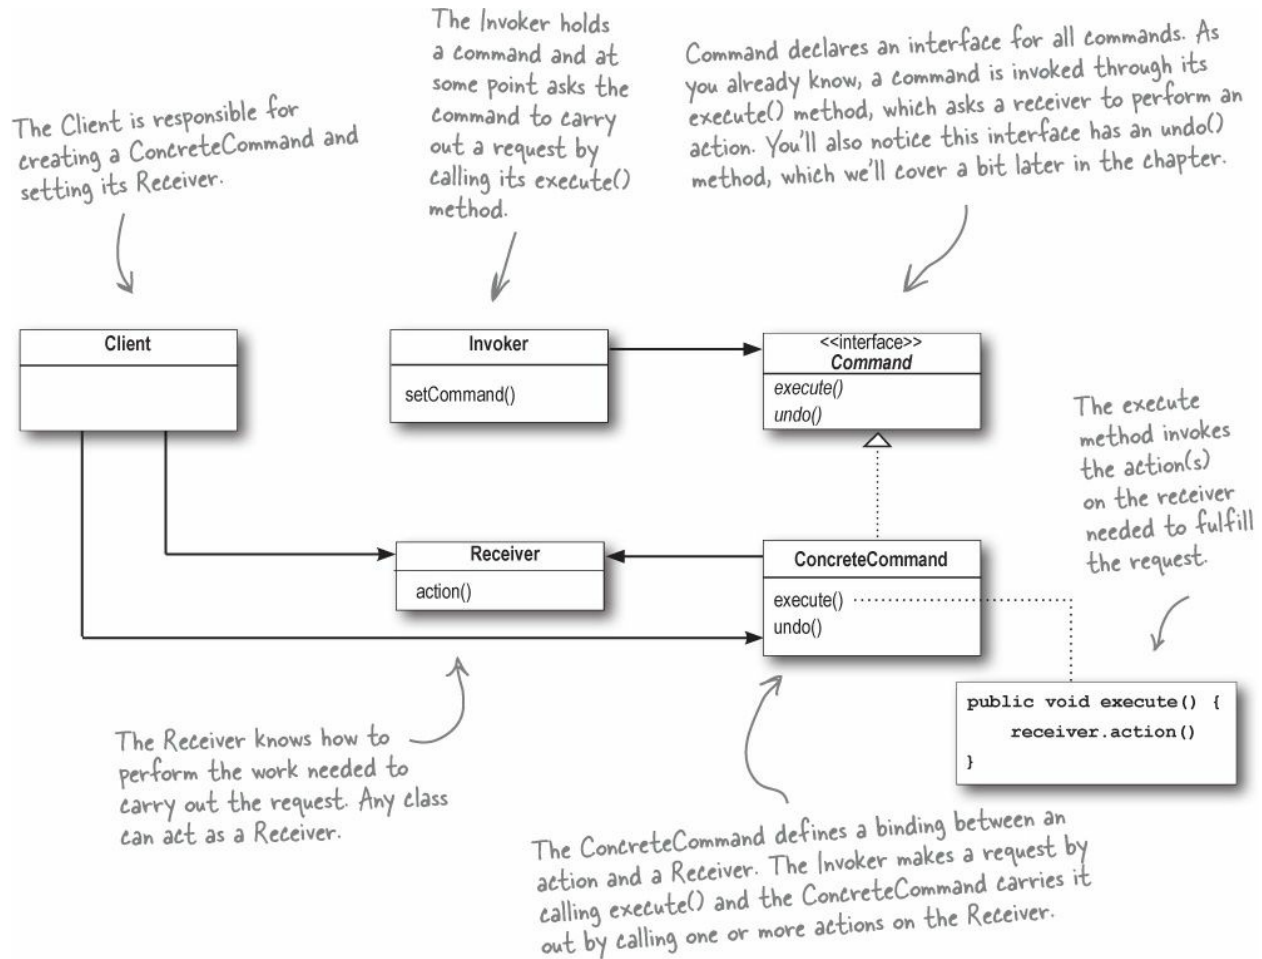 The Invoker holds
a command and at
some point asks the
command to carry
out a request by
calling its execute()
method.
Command declares an interface for all commands. As
you already know, a command is invoked through its
execute() method, which asks a receiver to perform an
action. You'll also notice this interface has an undo()
method, which we'll cover a bit later in the chapter.
The Client is responsible for
creating a ConcreteCommand and
setting its Receiver.
Client
Invoker
setCommand()
<<interface>>
Command
execute()
undo()
The execute
method invokes
the action(s)
on the receiver
needed to fulfill
the request.
Receiver
action()
ConcreteCommand
execute()
undo()
public void execute() {
receiver.action()
}
The Receiver knows how to
perform the work needed to
carry out the request. Any class
can act as a Receiver.
The ConcreteCommand defines a binding between an
action and a Receiver. The Invoker makes a request by
calling execute() and the ConcreteCommand carries it
out by calling one or more actions on the Receiver.